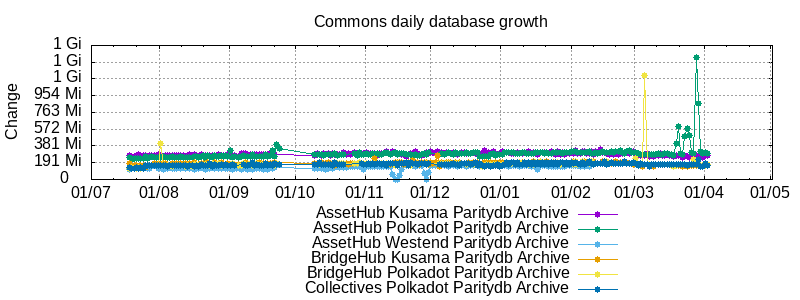 Commons daily database growth
Change
1 Gi
1 Gi
1 Gi
954 Mi
763 Mi
572 Mi
381 Mi
191 Mi
0
01/07 01/08 01/09 01/10 01/11 01/12 01/01 01/02 01/03 01/04 01/05
AssetHub Kusama Paritydb Archive
AssetHub Polkadot Paritydb Archive
AssetHub Westend Paritydb Archive
BridgeHub Kusama Paritydb Archive
BridgeHub Polkadot Paritydb Archive
Collectives Polkadot Paritydb Archive